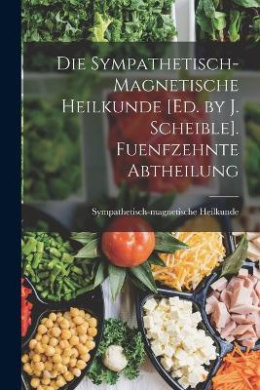 Die Sympathetisch-
Magnetische
Heilkunde [Ed. by J.
Scheible].
Fuenfzehnte
Abtheilung
Sympathetisch-magnetische Heilkunde